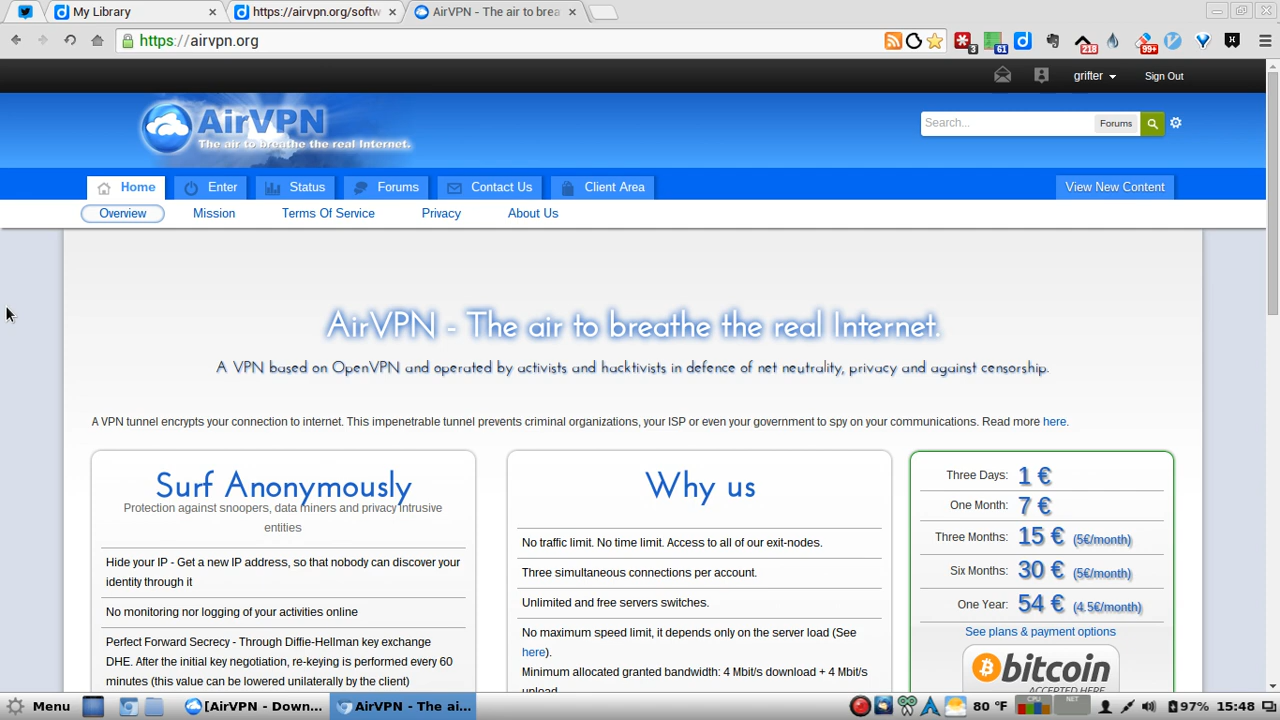 My Library
https://airvpn.org/softw
AirVPN - The air to brea
https://airvpn.org
3
61
218
99+
grifter
Sign Out
AirVPN
The air to breathe the real Internet.
Search...
Forums
Home
Enter
Status
Forums
Contact Us
Client Area
View New Content
Overview
Mission
Terms Of Service
Privacy
About Us
AirVPN - The air to breathe the real Internet.
A VPN based on OpenVPN and operated by activists and hacktivists in defence of net neutrality, privacy and against censorship.
A VPN tunnel encrypts your connection to internet. This impenetrable tunnel prevents criminal organizations, your ISP or even your government to spy on your communications. Read more here.
Surf Anonymously
Protection against snoopers, data miners and privacy intrusive
entities
Hide your IP - Get a new IP address, so that nobody can discover your
identity through it
No monitoring nor logging of your activities online
Perfect Forward Secrecy - Through Diffie-Hellman key exchange
DHE. After the initial key negotiation, re-keying is performed every 60
minutes (this value can be lowered unilaterally by the client)
Why us
No traffic limit. No time limit. Access to all of our exit-nodes.
Three simultaneous connections per account.
Unlimited and free servers switches.
No maximum speed limit, it depends only on the server load (See
here).
Minimum allocated granted bandwidth: 4 Mbit/s download + 4 Mbit/s
upload.
Three Days: 1 €
One Month: 7 €
Three Months: 15 € (5€/month)
Six Months: 30 € (5€/month)
One Year: 54 € (4.5€/month)
See plans & payment options
bitcoin
ACCEPTED HERE
Menu
[AirVPN - Down...
AirVPN - The ai...
80 °F
CPU
NET
97%
15:48